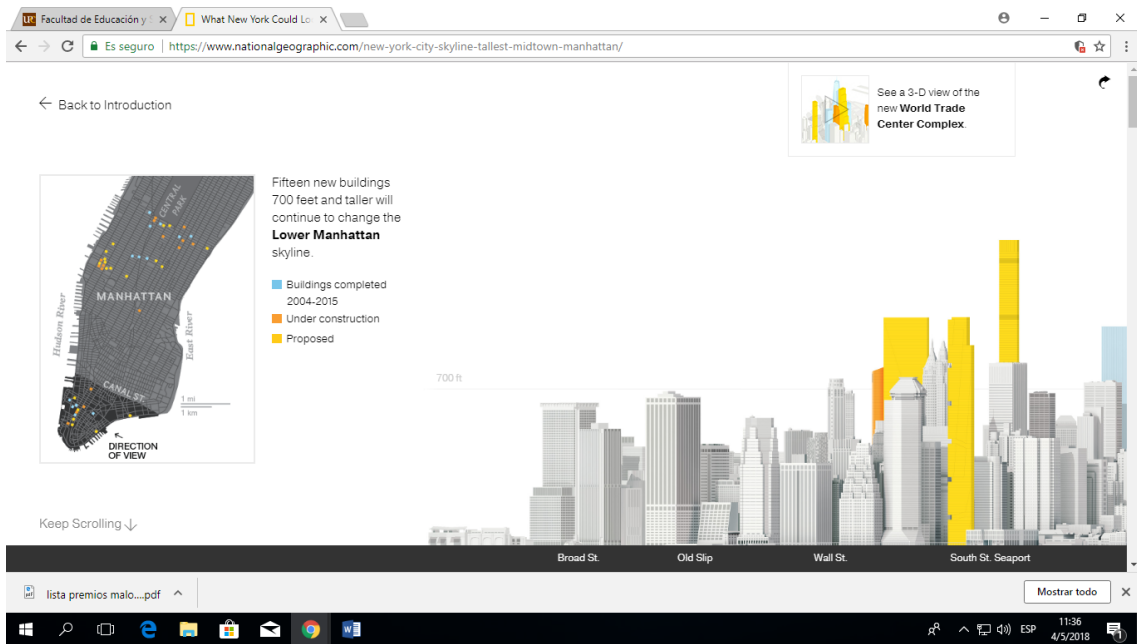 UC Facultad de Educación y S
What New York Could Lo
Es seguro
https://www.nationalgeographic.com/new-york-city-skyline-tallest-midtown-manhattan/
Back to Introduction
See a 3-D view of the
new World Trade
Center Complex.
Fifteen new buildings
700 feet and taller will
continue to change the
Lower Manhattan
skyline.
Buildings completed
2004-2015
Under construction
Proposed
CENTRAL
PARK
MANHATTAN
Hudson River
East River
CANAL ST.
1 mi
1 km
DIRECTION
OF VIEW
700 ft
Keep Scrolling
Broad St.
Old Slip
Wall St.
South St. Seaport
lista premios malo....pdf
Mostrar todo
ESP
11:36
4/5/2018
1